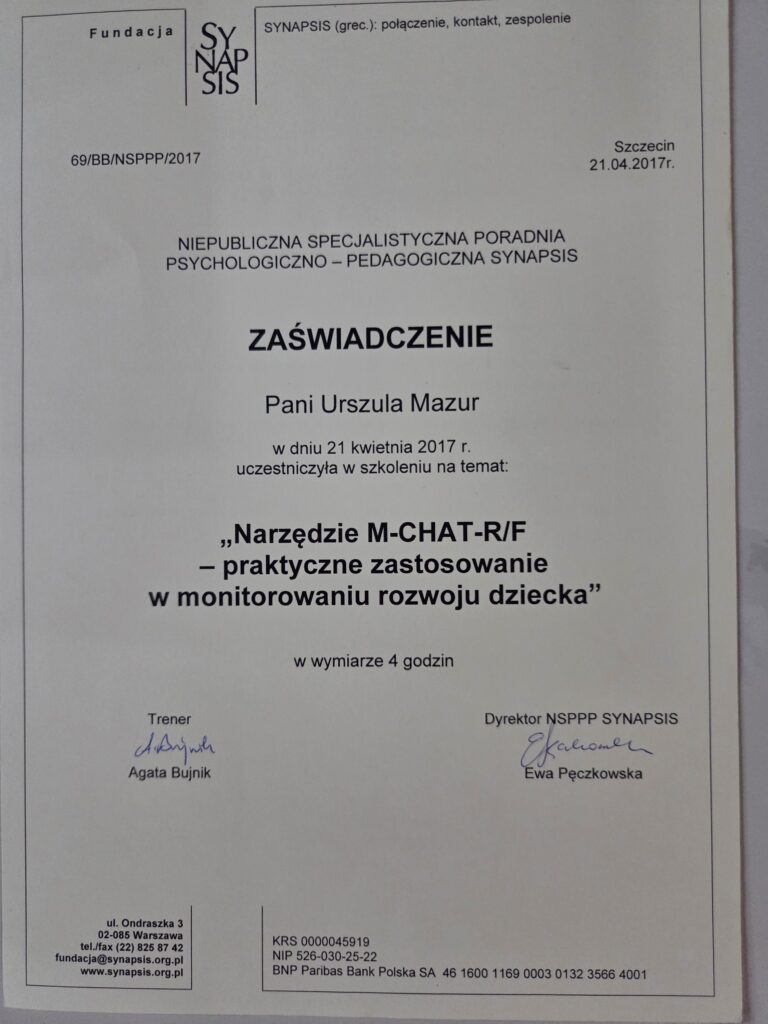 Fundacja
SY
NAP
SIS
SYNAPSIS (grec.): połączenie, kontakt, zespolenie
69/BB/NSPPP/2017
Szczecin
21.04.2017r.
NIEPUBLICZNA SPECJALISTYCZNA PORADNIA
PSYCHOLOGICZNO – PEDAGOGICZNA SYNAPSIS
ZAŚWIADCZENIE
Pani Urszula Mazur
w dniu 21 kwietnia 2017 r.
uczestniczyła w szkoleniu na temat:
„Narzędzie M-CHAT-R/F
– praktyczne zastosowanie
w monitorowaniu rozwoju dziecka”
w wymiarze 4 godzin
Trener
A. Bujnik
Agata Bujnik
Dyrektor NSPPP SYNAPSIS
Ewa Pęczkowska
ul. Ondraszka 3
02-085 Warszawa
tel./fax (22) 825 87 42
fundacja@synapsis.org.pl
www.synapsis.org.pl
KRS 0000045919
NIP 526-030-25-22
BNP Paribas Bank Polska SA 46 1600 1169 0003 0132 3566 4001